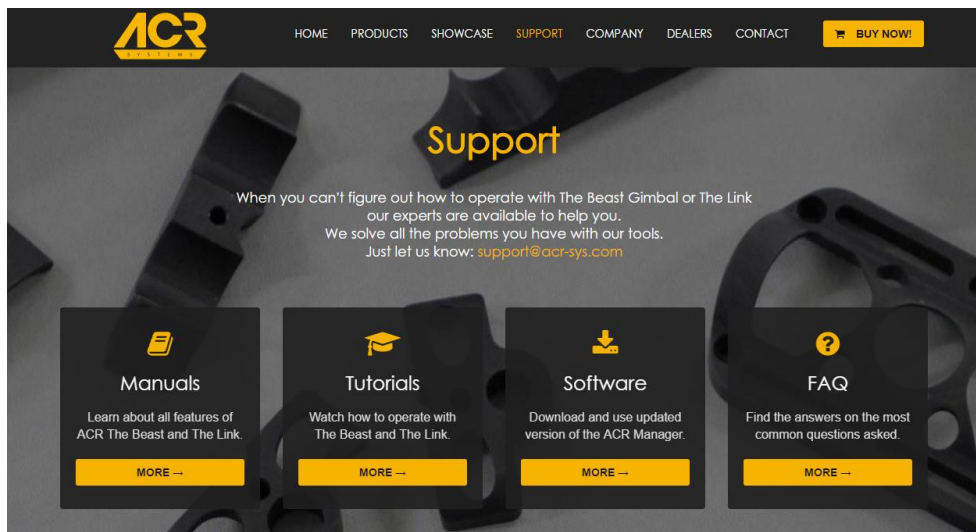 ACR
SYSTEMS
HOME PRODUCTS SHOWCASE SUPPORT COMPANY DEALERS CONTACT BUY NOW!
Support
When you can't figure out how to operate with The Beast Gimbal or The Link
our experts are available to help you.
We solve all the problems you have with our tools.
Just let us know: support@acr-sys.com
Manuals
Learn about all features of
ACR The Beast and The Link.
MORE →
Tutorials
Watch how to operate with
The Beast and The Link.
MORE →
Software
Download and use updated
version of the ACR Manager.
MORE →
FAQ
Find the answers on the most
common questions asked.
MORE →